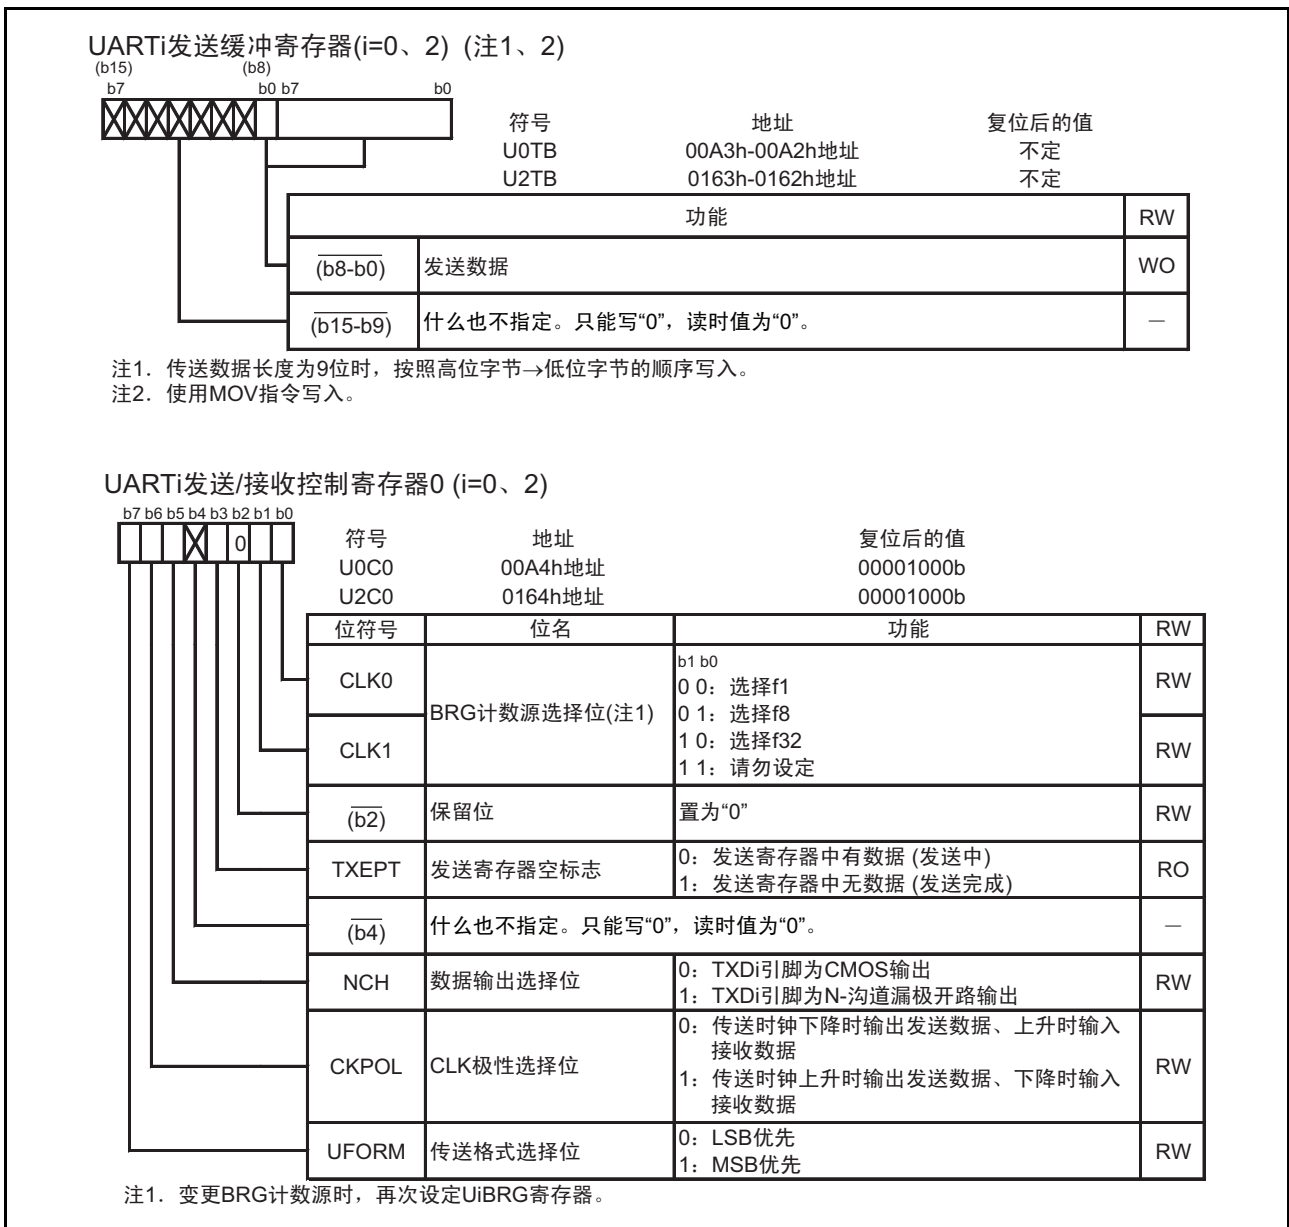 UARTi发送缓冲寄存器(i=0、2) (注1、2)
(b15) (b8)
b7 b0 b7 b0
符号 地址 复位后的值
U0TB 00A3h-00A2h地址 不定
U2TB 0163h-0162h地址 不定
功能 RW
(b8-b0) 发送数据 WO
(b15-b9) 什么也不指定。只能写“0”，读时值为“0”。 —
注1. 传送数据长度为9位时，按照高位字节→低位字节的顺序写入。
注2. 使用MOV指令写入。
UARTi发送/接收控制寄存器0 (i=0、2)
b7 b6 b5 b4 b3 b2 b1 b0
0
符号 地址 复位后的值
U0C0 00A4h地址 00001000b
U2C0 0164h地址 00001000b
位符号 位名 功能 RW
CLK0 RW
CLK1 RW
BRG计数源选择位(注1)
b1 b0
0 0：选择f1
0 1：选择f8
1 0：选择f32
1 1：请勿设定
(b2) 保留位 置为“0” RW
TXEPT 发送寄存器空标志 RO
0：发送寄存器中有数据 (发送中)
1：发送寄存器中无数据 (发送完成)
(b4) 什么也不指定。只能写“0”，读时值为“0”。 —
NCH 数据输出选择位 RW
0：TXDi引脚为CMOS输出
1：TXDi引脚为N-沟道漏极开路输出
CKPOL CLK极性选择位 RW
0：传送时钟下降时输出发送数据、上升时输入
接收数据
1：传送时钟上升时输出发送数据、下降时输入
接收数据
UFORM 传送格式选择位 RW
0：LSB优先
1：MSB优先
注1. 变更BRG计数源时，再次设定UiBRG寄存器。